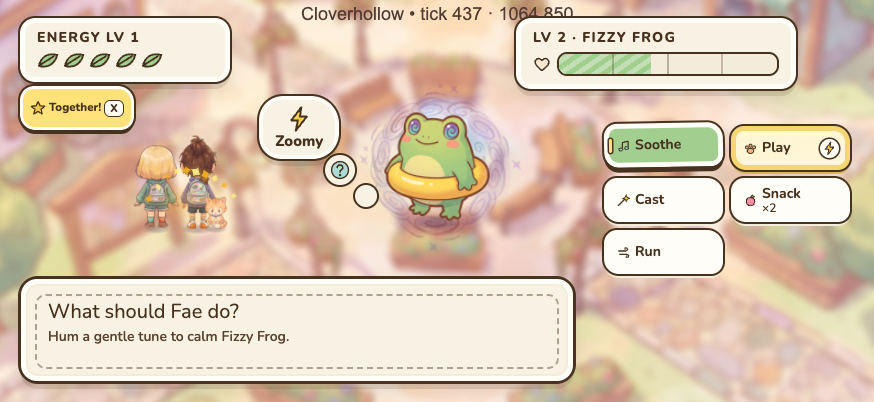 Cloverhollow • tick 437 · 1064,850
ENERGY LV 1
LV 2 · FIZZY FROG
Together! X
Zoomy
?
Soothe
Play
Cast
Snack
×2
Run
What should Fae do?
Hum a gentle tune to calm Fizzy Frog.